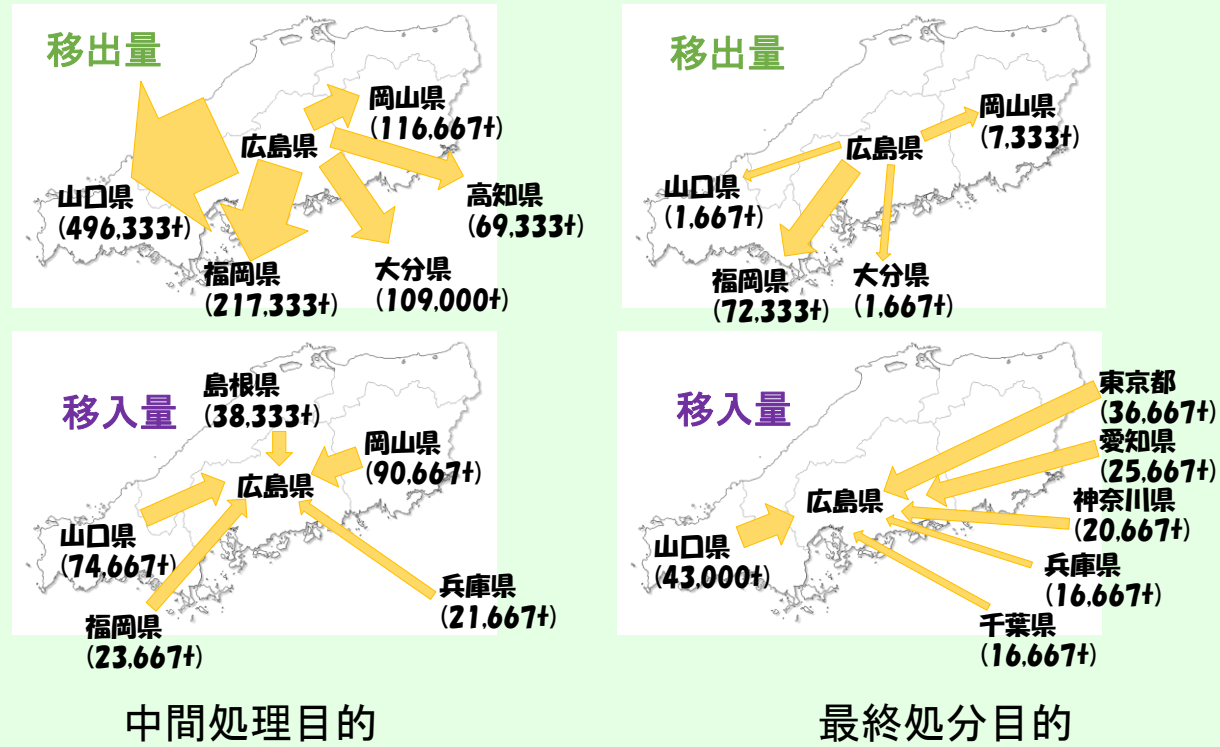 移出量
岡山県
(116,667t)
広島県
山口県
(496,333t)
高知県
(69,333t)
福岡県
(217,333t)
大分県
(109,000t)
移出量
岡山県
(7,333t)
広島県
山口県
(1,667t)
福岡県
(72,333t)
大分県
(1,667t)
移入量
島根県
(38,333t)
岡山県
(90,667t)
広島県
山口県
(74,667t)
福岡県
(23,667t)
兵庫県
(21,667t)
移入量
東京都
(36,667t)
愛知県
(25,667t)
広島県
神奈川県
(20,667t)
山口県
(43,000t)
兵庫県
(16,667t)
千葉県
(16,667t)
中間処理目的
最終処分目的